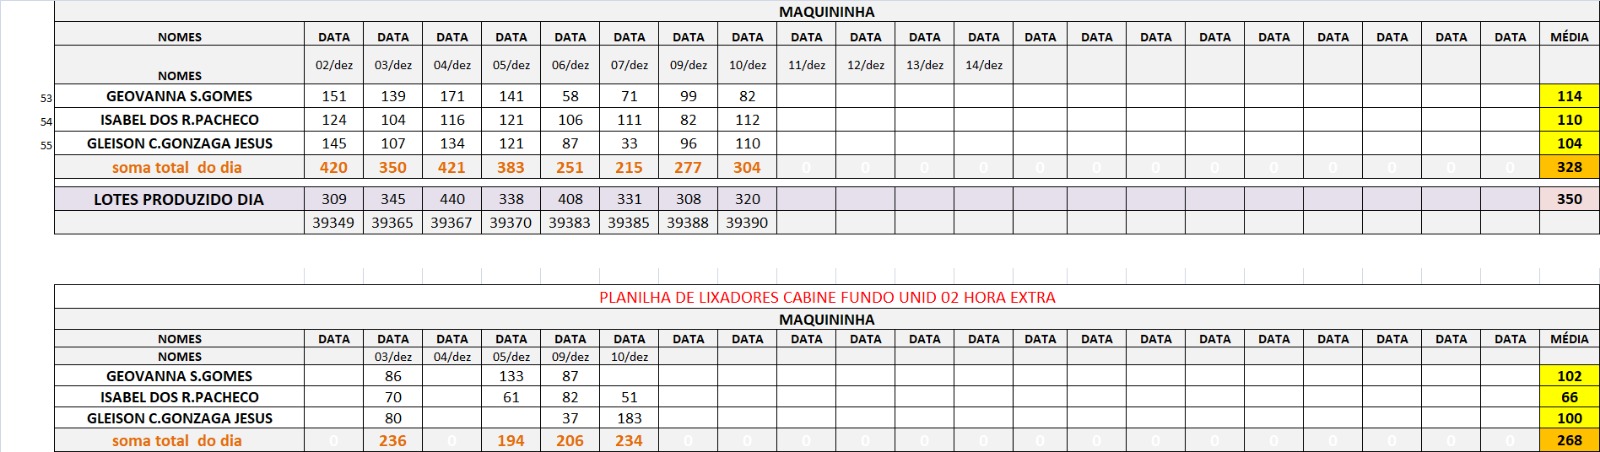 MAQUININHA
NOMES DATA DATA DATA DATA DATA DATA DATA DATA DATA DATA DATA DATA DATA DATA DATA DATA DATA DATA DATA DATA DATA MÉDIA
NOMES 02/dez 03/dez 04/dez 05/dez 06/dez 07/dez 09/dez 10/dez 11/dez 12/dez 13/dez 14/dez
53 GEOVANNA S.GOMES 151 139 171 141 58 71 99 82 114
54 ISABEL DOS R.PACHECO 124 104 116 121 106 111 82 112 110
55 GLEISON C.GONZAGA JESUS 145 107 134 121 87 33 96 110 104
soma total do dia 420 350 421 383 251 215 277 304 0 0 0 0 0 0 0 0 0 0 0 0 0 328
LOTES PRODUZIDO DIA 309 345 440 338 408 331 308 320 350
39349 39365 39367 39370 39383 39385 39388 39390
PLANILHA DE LIXADORES CABINE FUNDO UNID 02 HORA EXTRA
MAQUININHA
NOMES DATA DATA DATA DATA DATA DATA DATA DATA DATA DATA DATA DATA DATA DATA DATA DATA DATA DATA DATA DATA DATA MÉDIA
NOMES 03/dez 04/dez 05/dez 09/dez 10/dez
GEOVANNA S.GOMES 86 133 87 102
ISABEL DOS R.PACHECO 70 61 82 51 66
GLEISON C.GONZAGA JESUS 80 37 183 100
soma total do dia 0 236 0 194 206 234 0 0 0 0 0 0 0 0 0 0 0 0 0 0 0 268